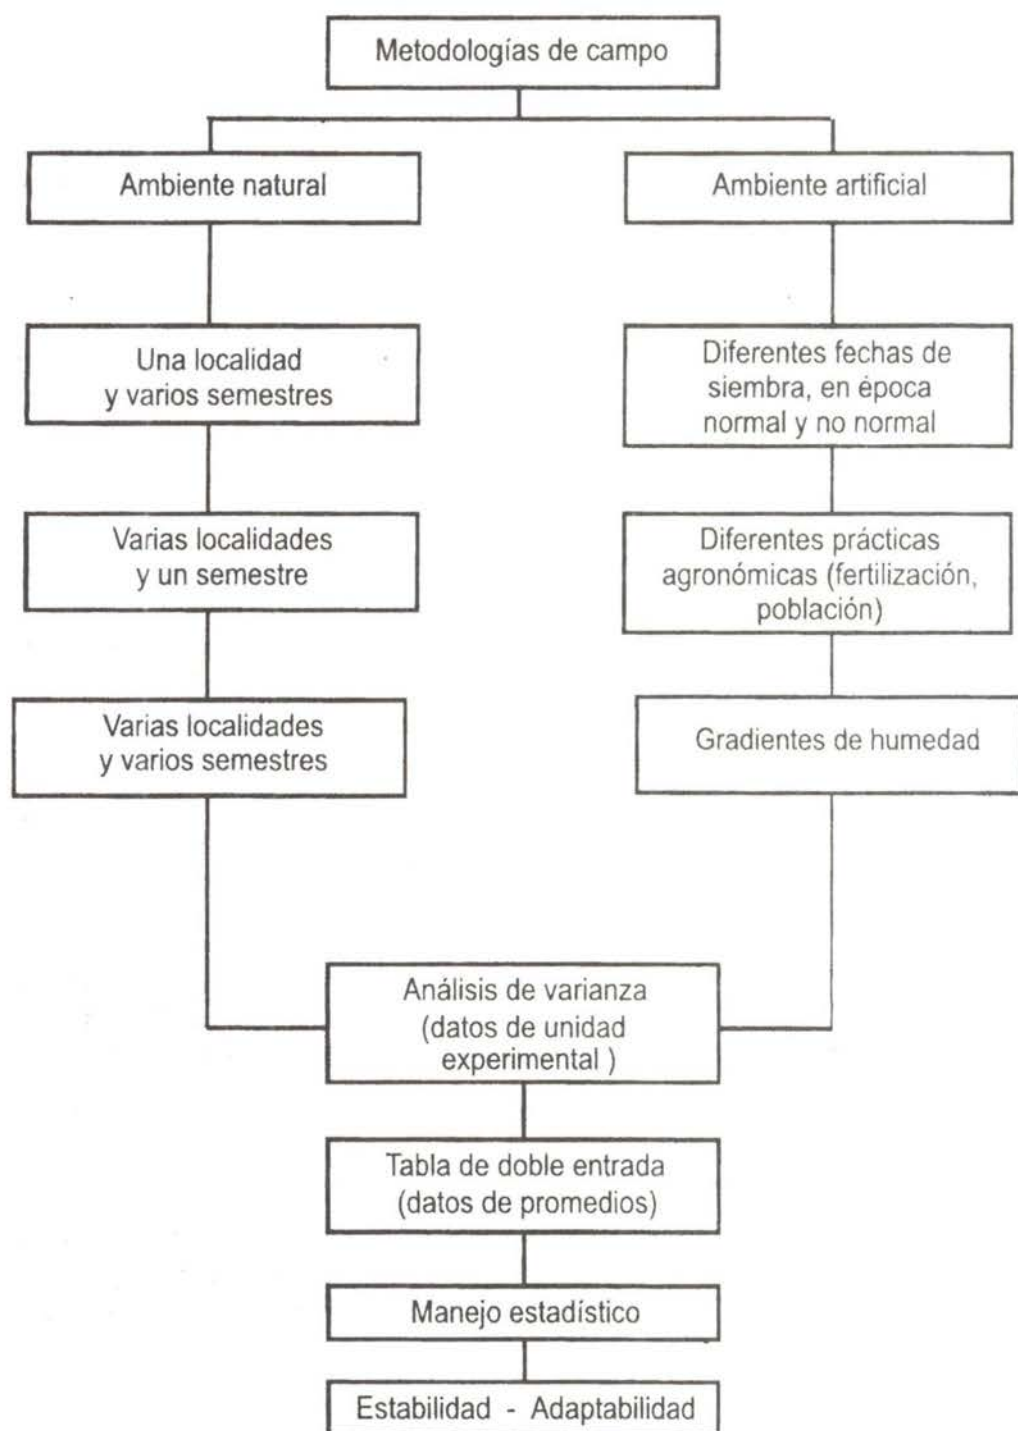 Metodologías de campo
Ambiente natural
Ambiente artificial
Una localidad
y varios semestres
Diferentes fechas de
siembra, en época
normal y no normal
Varias localidades
y un semestre
Diferentes prácticas
agronómicas (fertilización,
población)
Varias localidades
y varios semestres
Gradientes de humedad
Análisis de varianza
(datos de unidad
experimental )
Tabla de doble entrada
(datos de promedios)
Manejo estadístico
Estabilidad - Adaptabilidad